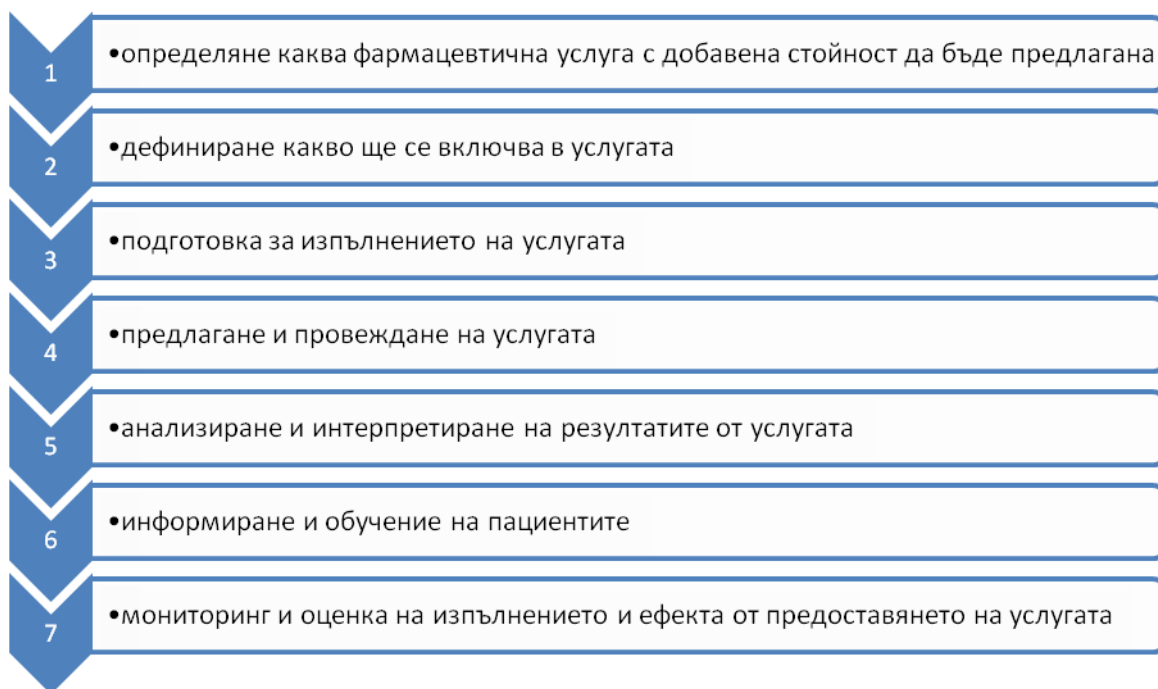 1
•определяне каква фармацевтична услуга с добавена стойност да бъде предлагана
2
•дефиниране какво ще се включва в услугата
3
•подготовка за изпълнението на услугата
4
•предлагане и провеждане на услугата
5
•анализиране и интерпретиране на резултатите от услугата
6
•информиране и обучение на пациентите
7
•мониторинг и оценка на изпълнението и ефекта от предоставянето на услугата